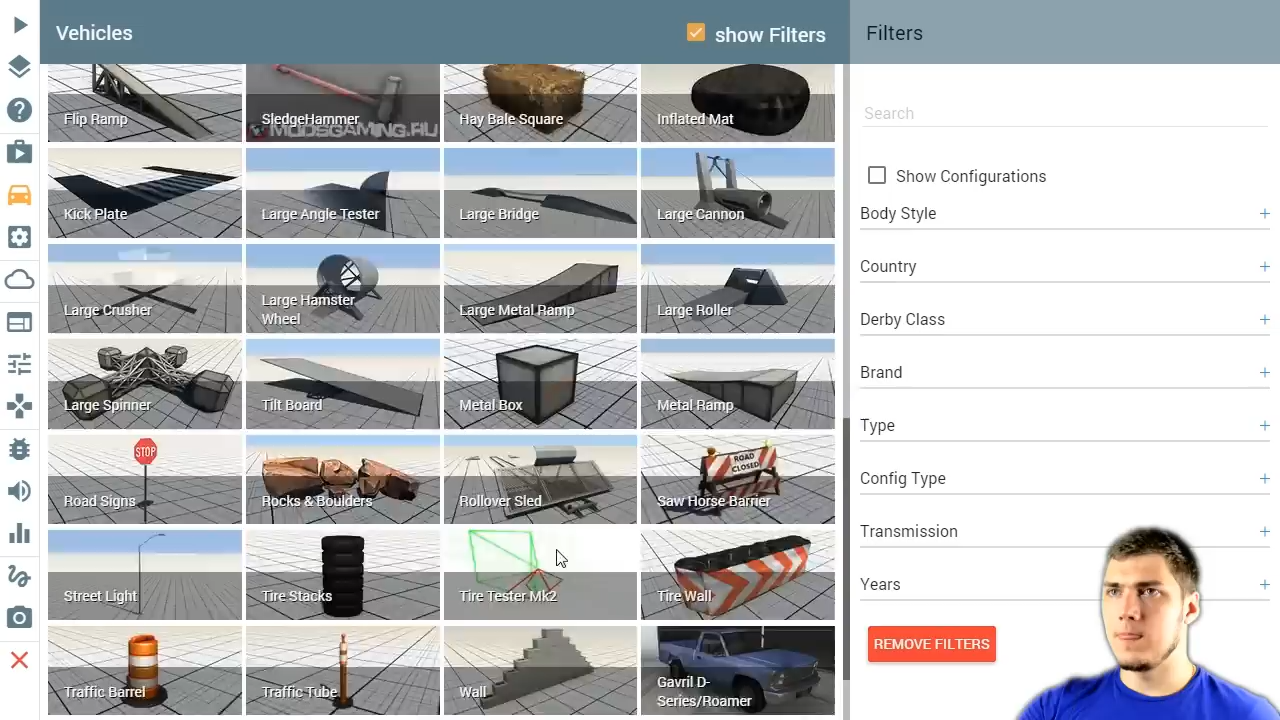 Vehicles
show Filters
Filters
Flip Ramp
SledgeHammer
MODSGAMING.RU
Hay Bale Square
Inflated Mat
Search
Show Configurations
Kick Plate
Large Angle Tester
Large Bridge
Large Cannon
Body Style
Country
Large Crusher
Large Hamster
Wheel
Large Metal Ramp
Large Roller
Derby Class
Brand
Large Spinner
Tilt Board
Metal Box
Metal Ramp
Type
STOP
ROAD
CLOSED
Config Type
Road Signs
Rocks & Boulders
Rollover Sled
Saw Horse Barrier
Transmission
Street Light
Tire Stacks
Tire Tester Mk2
Tire Wall
Years
REMOVE FILTERS
Traffic Barrel
Traffic Tube
Wall
Gavril D-
Series/Roamer